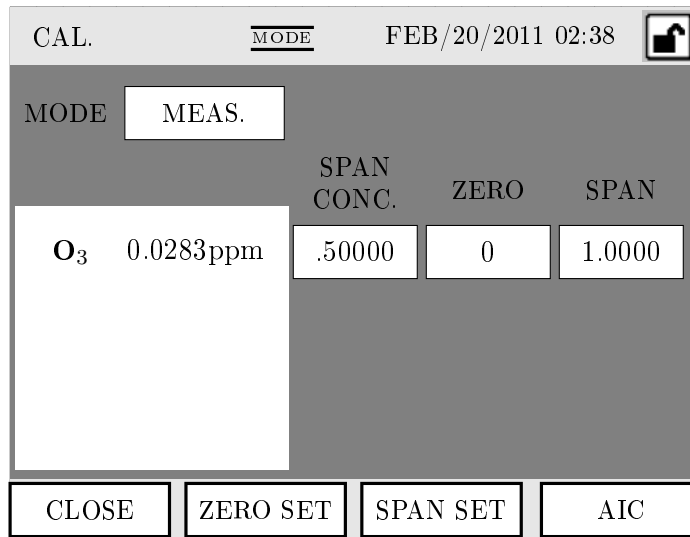 CAL. MODE FEB/20/2011 02:38
MODE MEAS.
SPAN CONC. ZERO SPAN
O₃ 0.0283ppm .50000 0 1.0000
CLOSE ZERO SET SPAN SET AIC